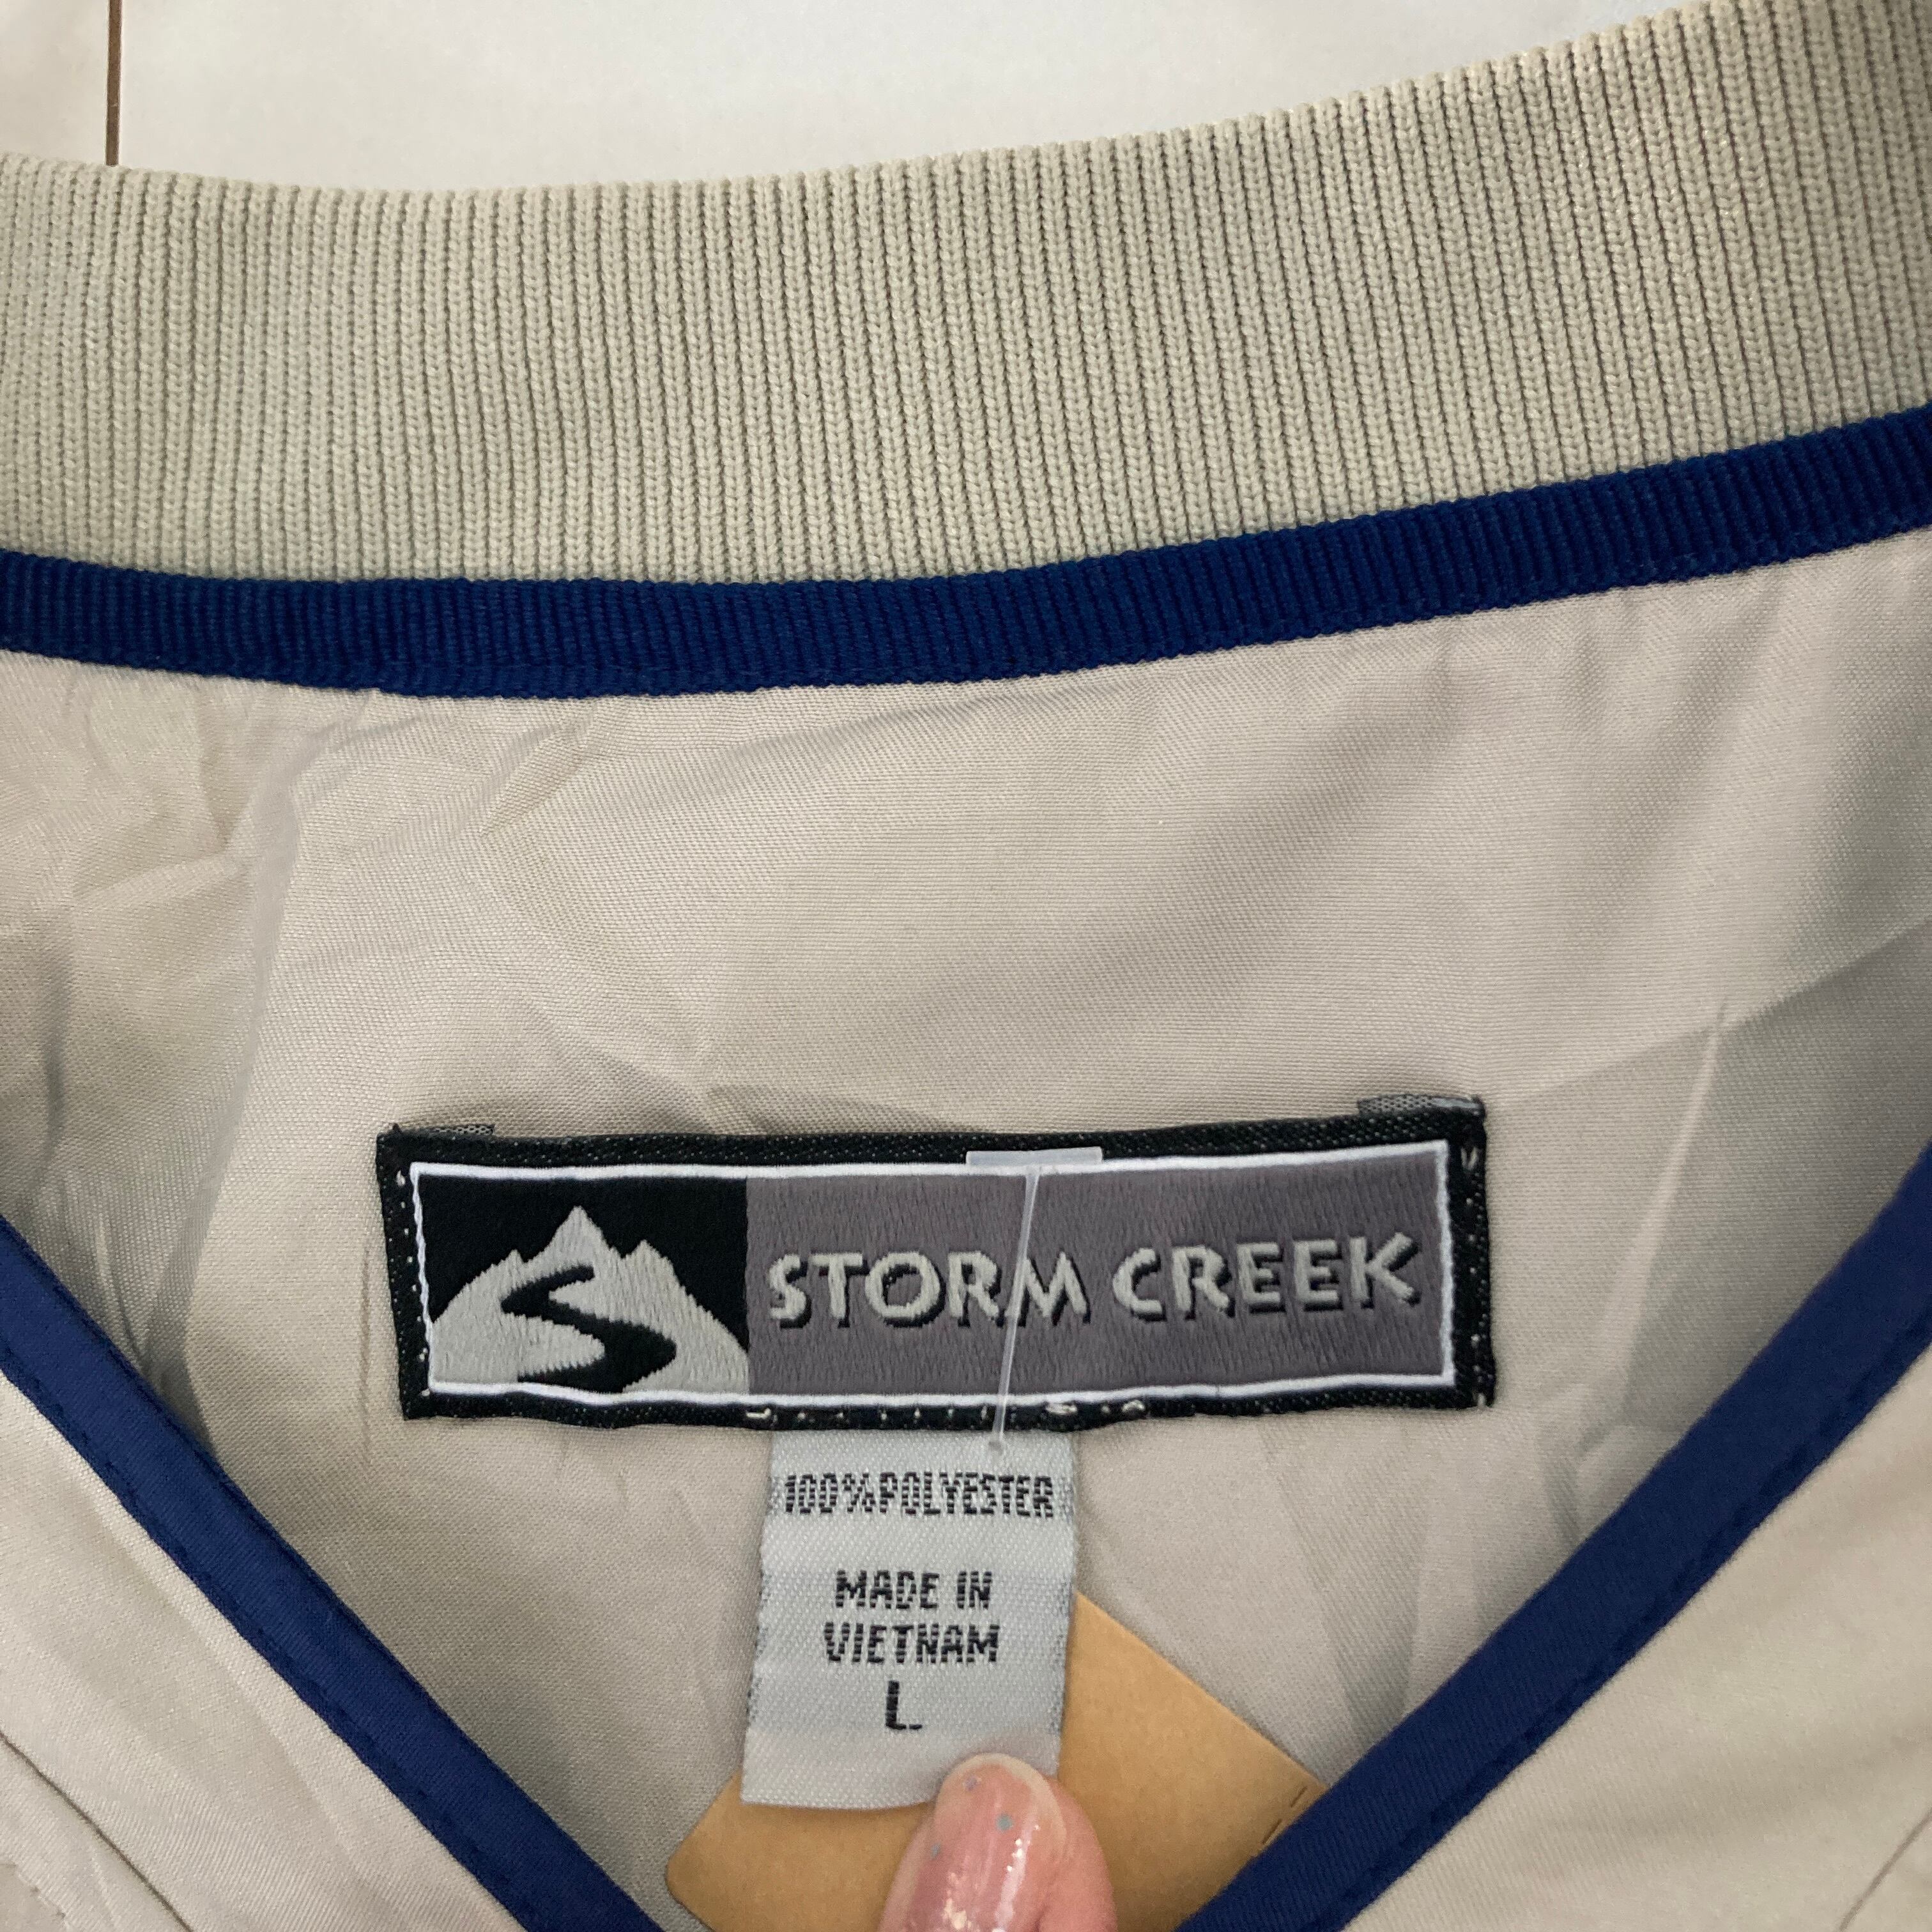 STORM CREEK
100%POLYESTER
MADE IN
VIETNAM
L